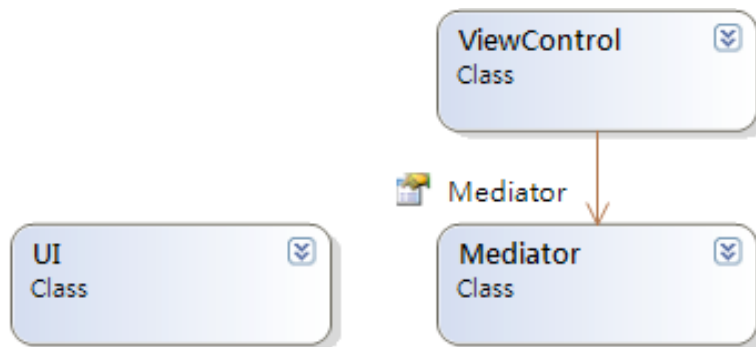 ViewControl
Class
Mediator
UI
Class
Mediator
Class